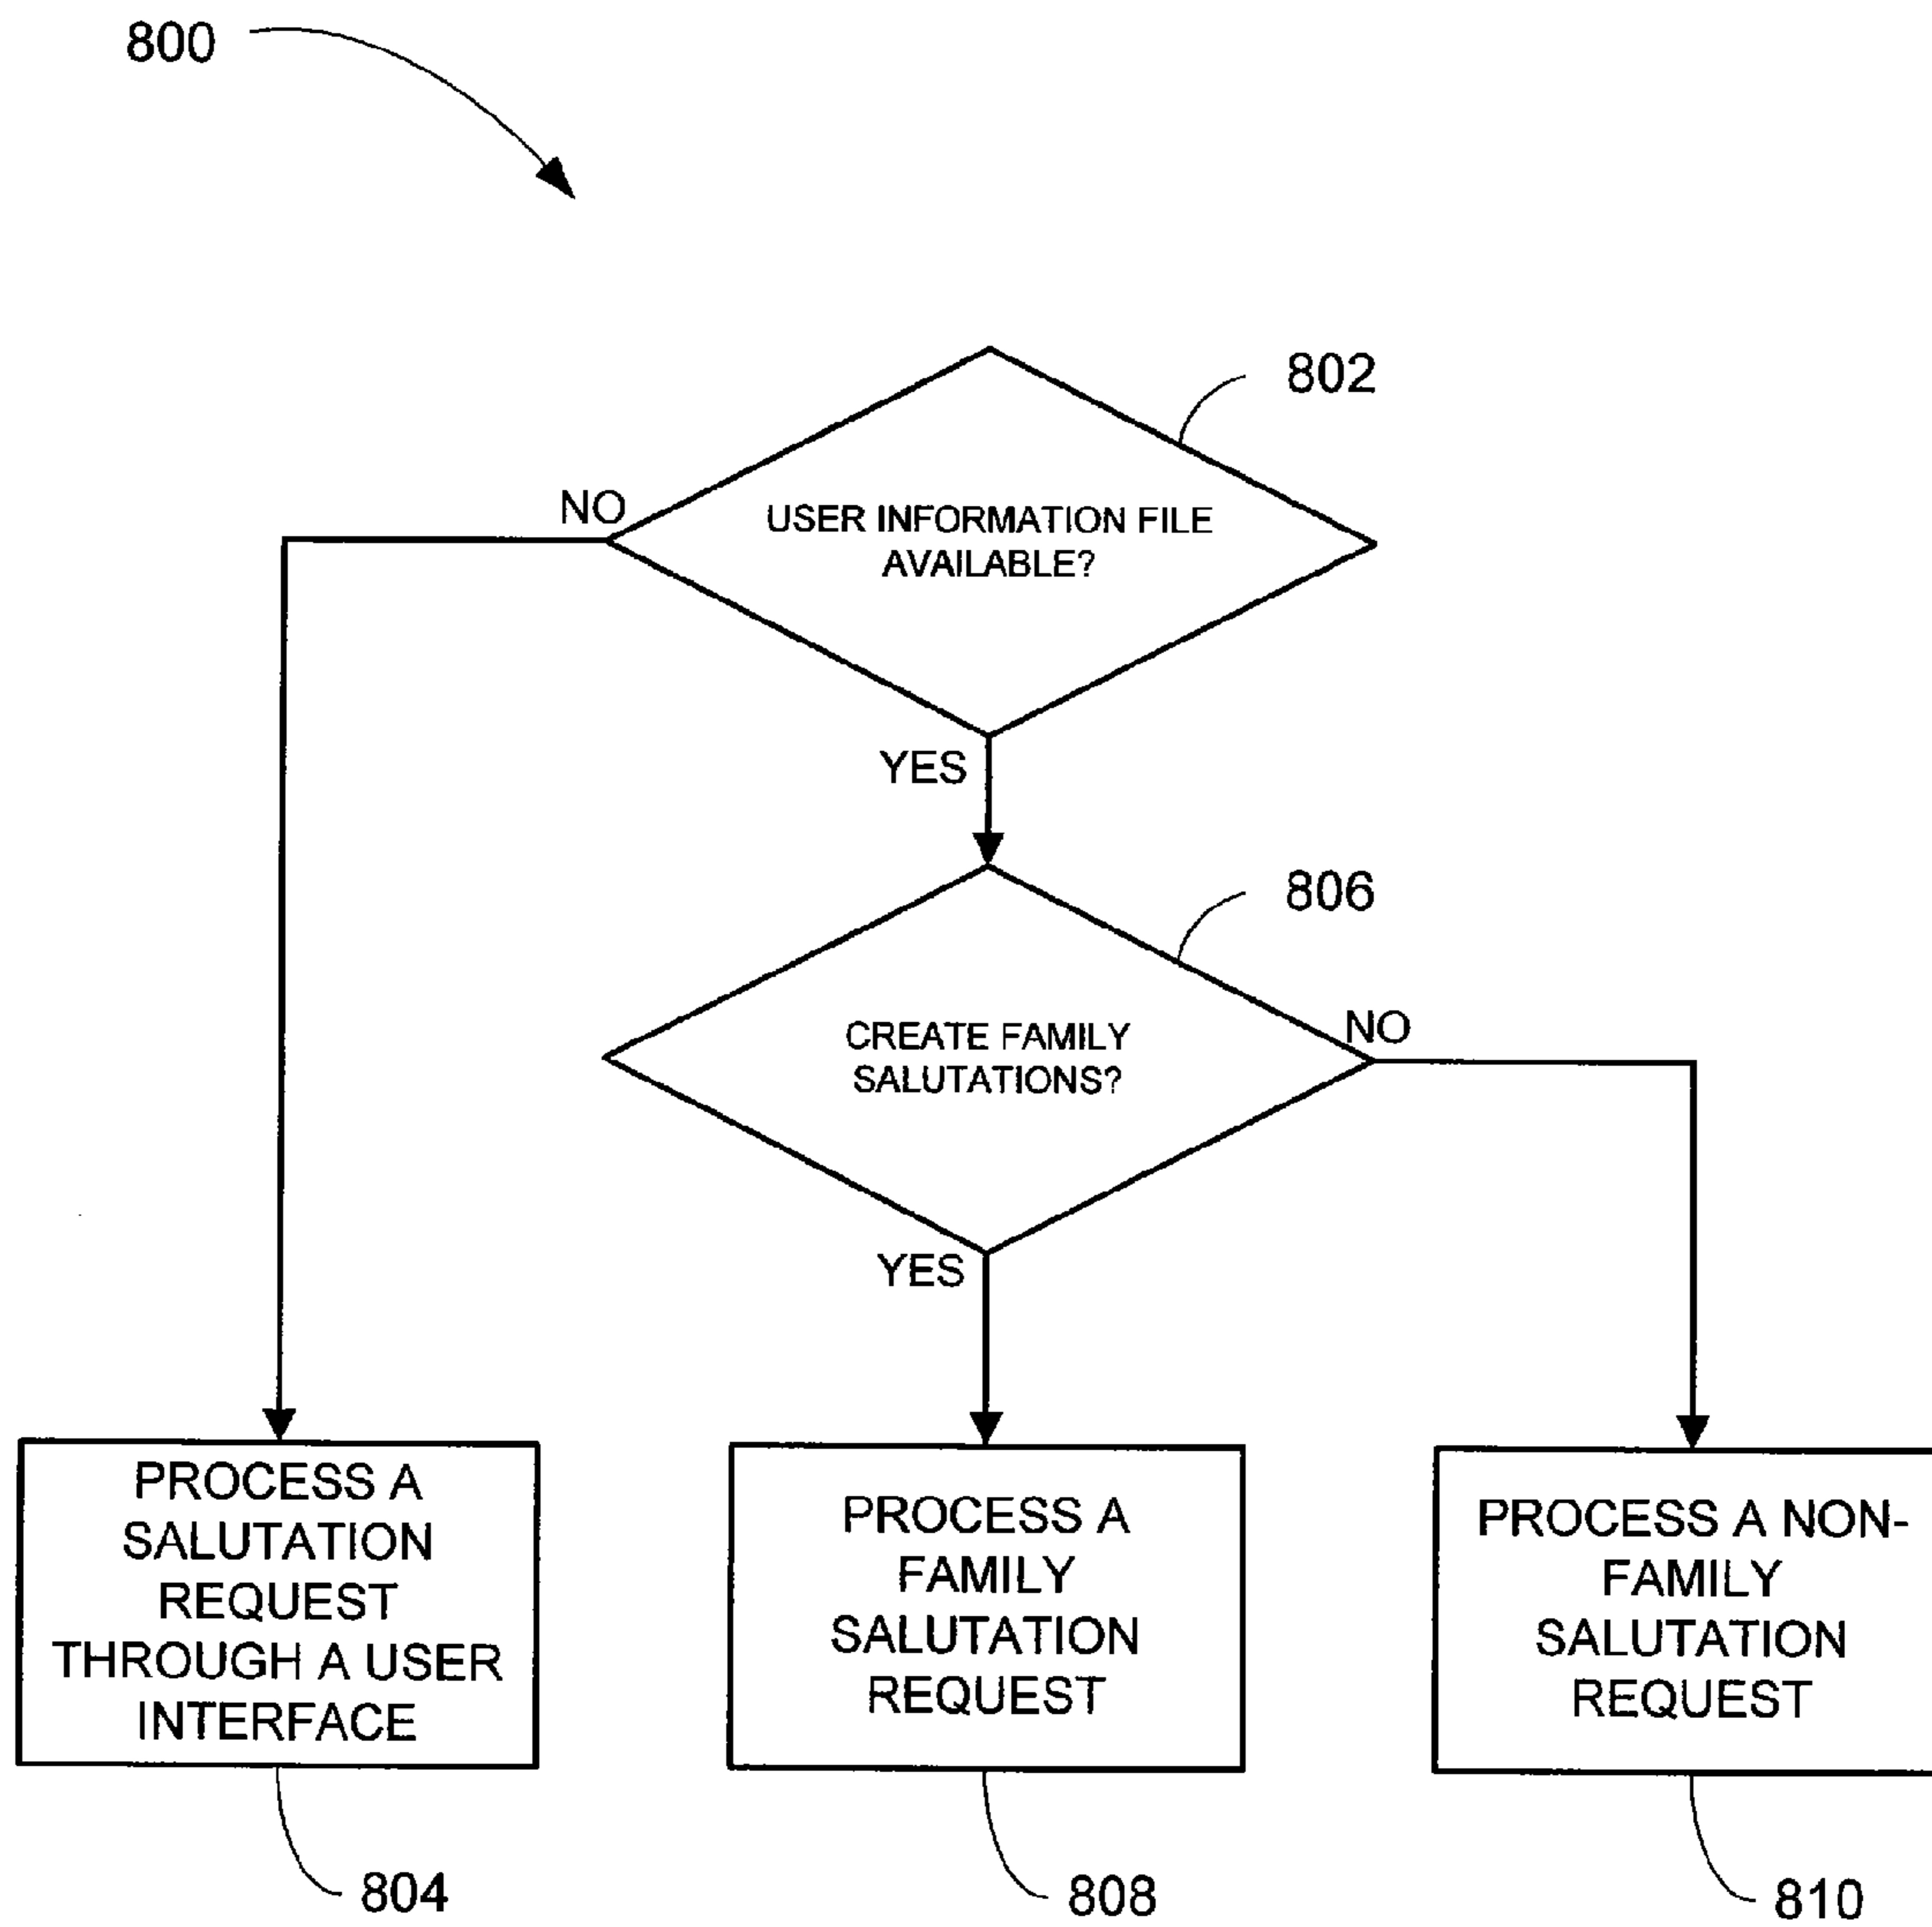 800
802
NO
USER INFORMATION FILE
AVAILABLE?
YES
806
CREATE FAMILY
SALUTATIONS?
NO
YES
PROCESS A
SALUTATION
REQUEST
THROUGH A USER
INTERFACE
PROCESS A
FAMILY
SALUTATION
REQUEST
PROCESS A NON-
FAMILY
SALUTATION
REQUEST
804
808
810